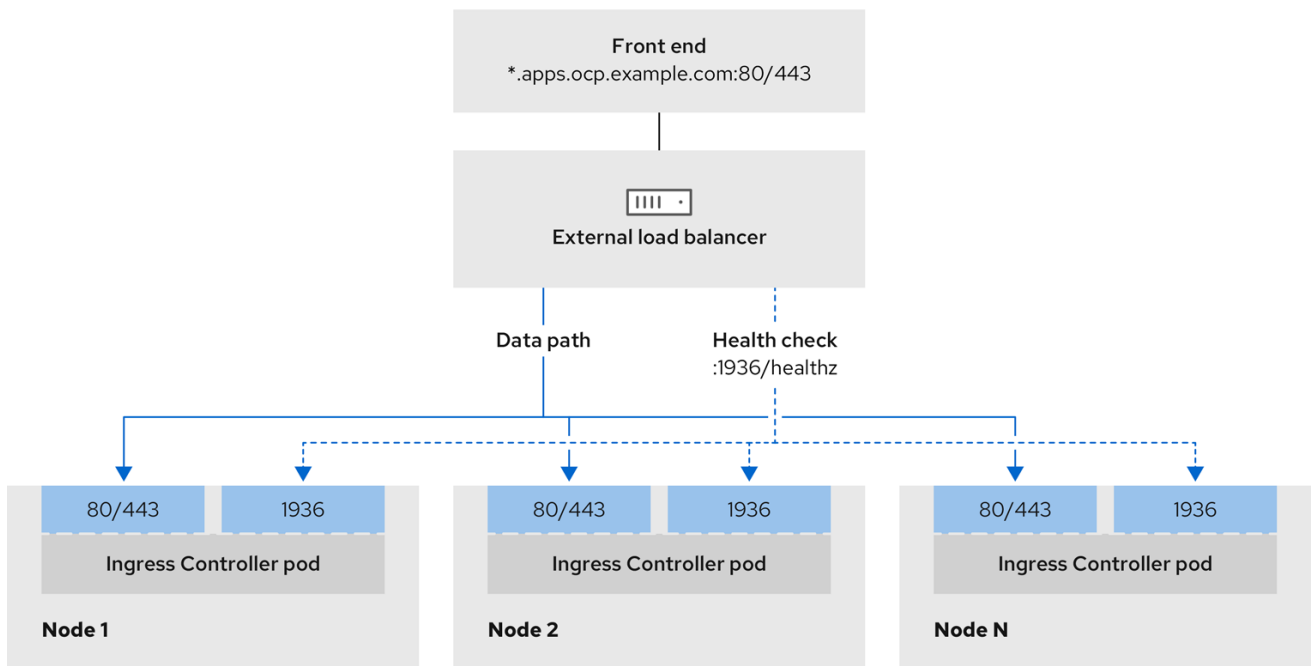 Front end
*.apps.ocp.example.com:80/443
External load balancer
Data path
Health check
:1936/healthz
80/443
1936
Ingress Controller pod
Node 1
80/443
1936
Ingress Controller pod
Node 2
80/443
1936
Ingress Controller pod
Node N